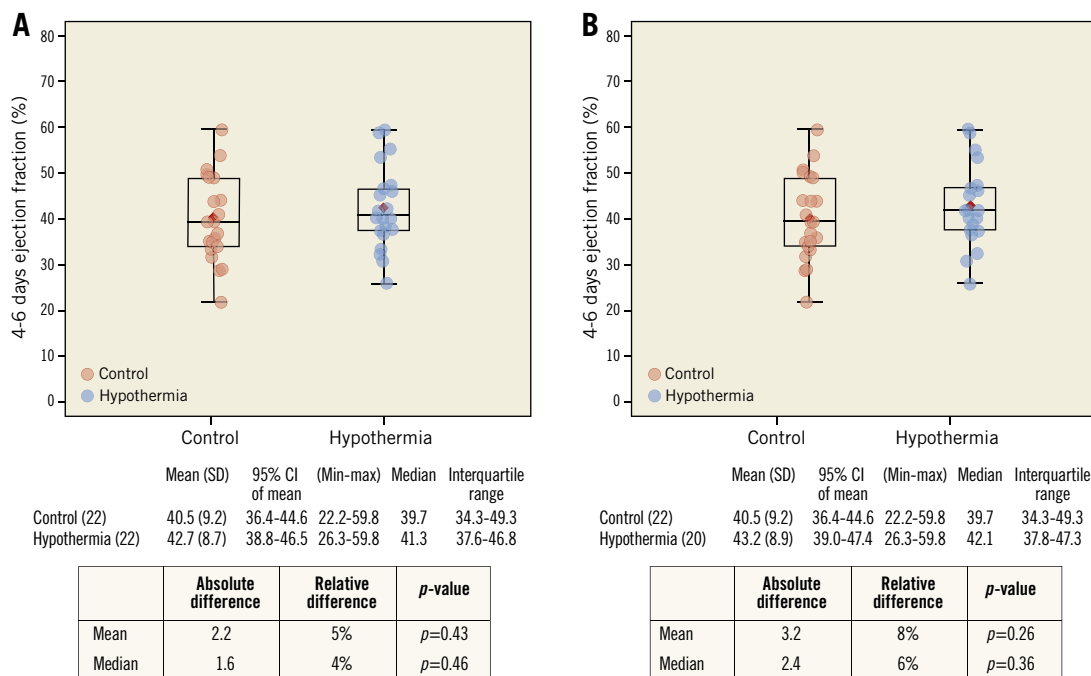 A
4-6 days ejection fraction (%)
80
70
60
50
40
30
20
10
0
Control
Hypothermia
Control Hypothermia
Mean (SD) 95% CI of mean (Min-max) Median Interquartile range
Control (22) 40.5 (9.2) 36.4–44.6 22.2-59.8 39.7 34.3-49.3
Hypothermia (22) 42.7 (8.7) 38.8–46.5 26.3-59.8 41.3 37.6-46.8
Absolute difference Relative difference p-value
Mean 2.2 5% p=0.43
Median 1.6 4% p=0.46
B
4-6 days ejection fraction (%)
80
70
60
50
40
30
20
10
0
Control
Hypothermia
Control Hypothermia
Mean (SD) 95% CI of mean (Min-max) Median Interquartile range
Control (22) 40.5 (9.2) 36.4–44.6 22.2-59.8 39.7 34.3-49.3
Hypothermia (20) 43.2 (8.9) 39.0–47.4 26.3-59.8 42.1 37.8-47.3
Absolute difference Relative difference p-value
Mean 3.2 8% p=0.26
Median 2.4 6% p=0.36